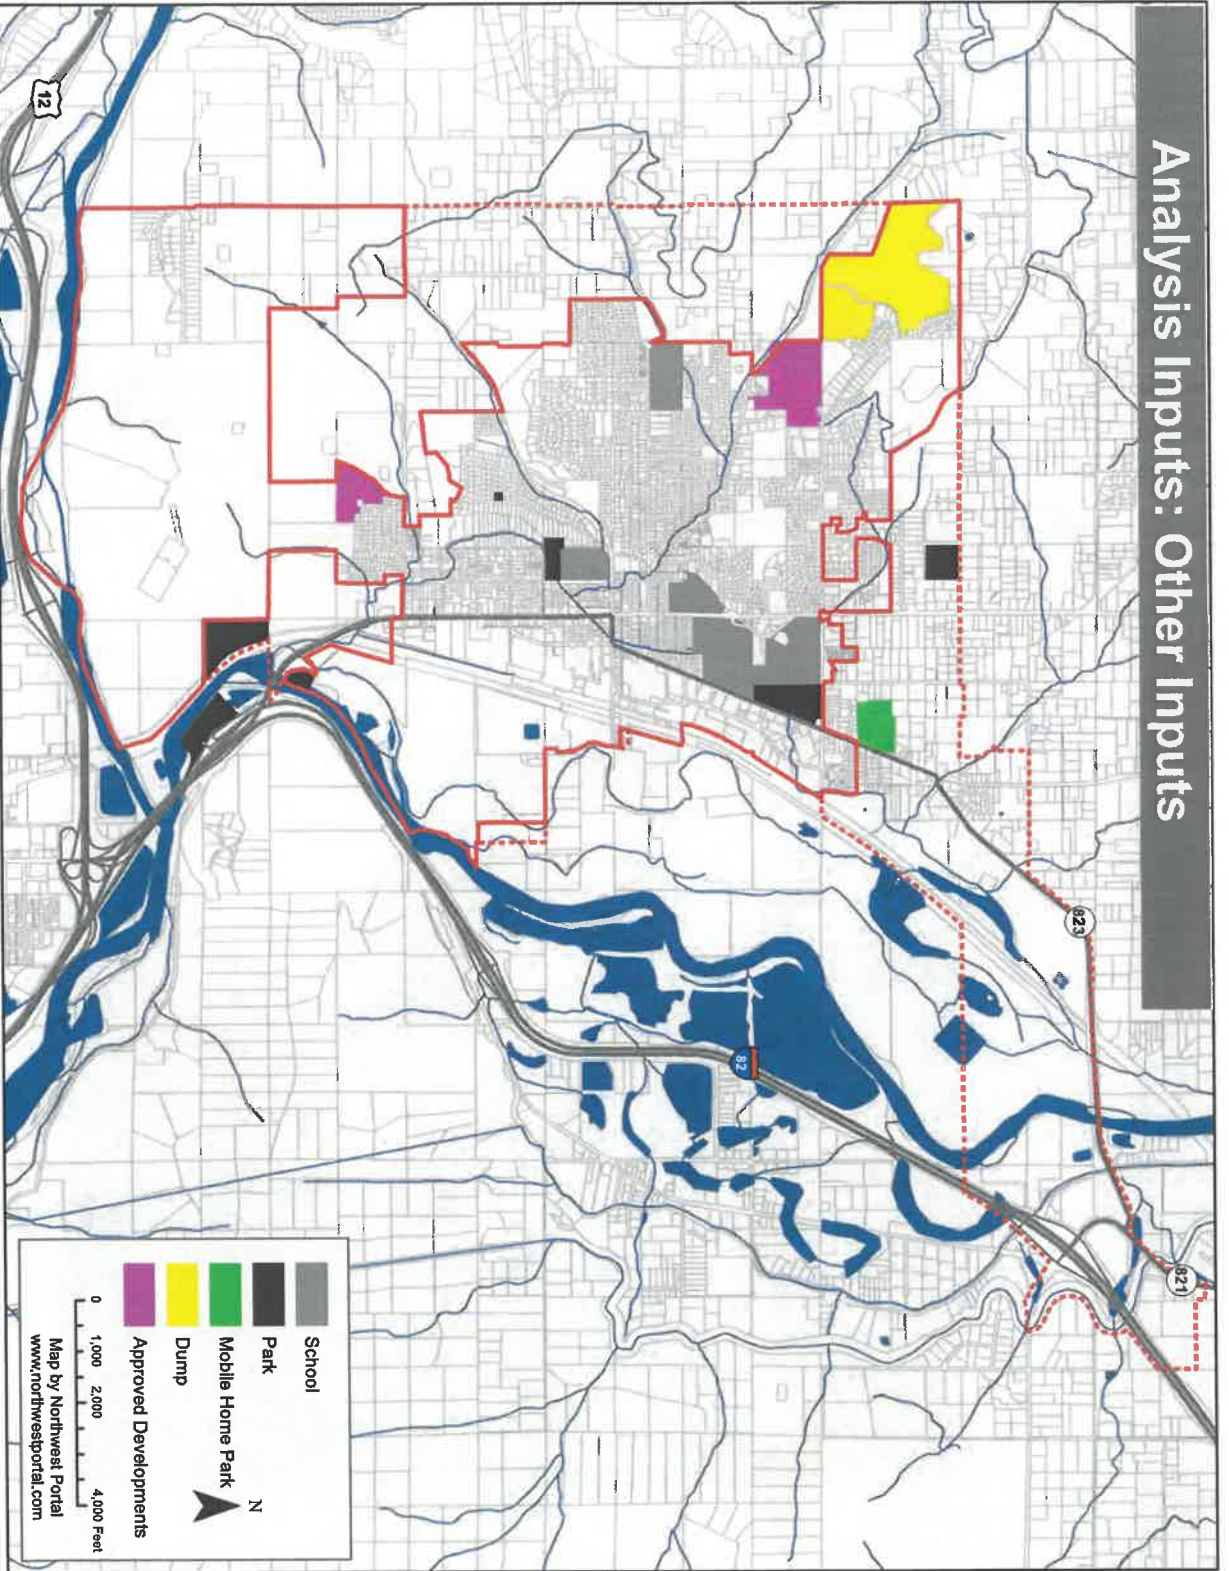 Analysis Inputs: Other Inputs
823
821
82
12
School
Park
Mobile Home Park
N
Dump
Approved Developments
0 1,000 2,000 4,000 Feet
Map by Northwest Portal
www.northwestportal.com